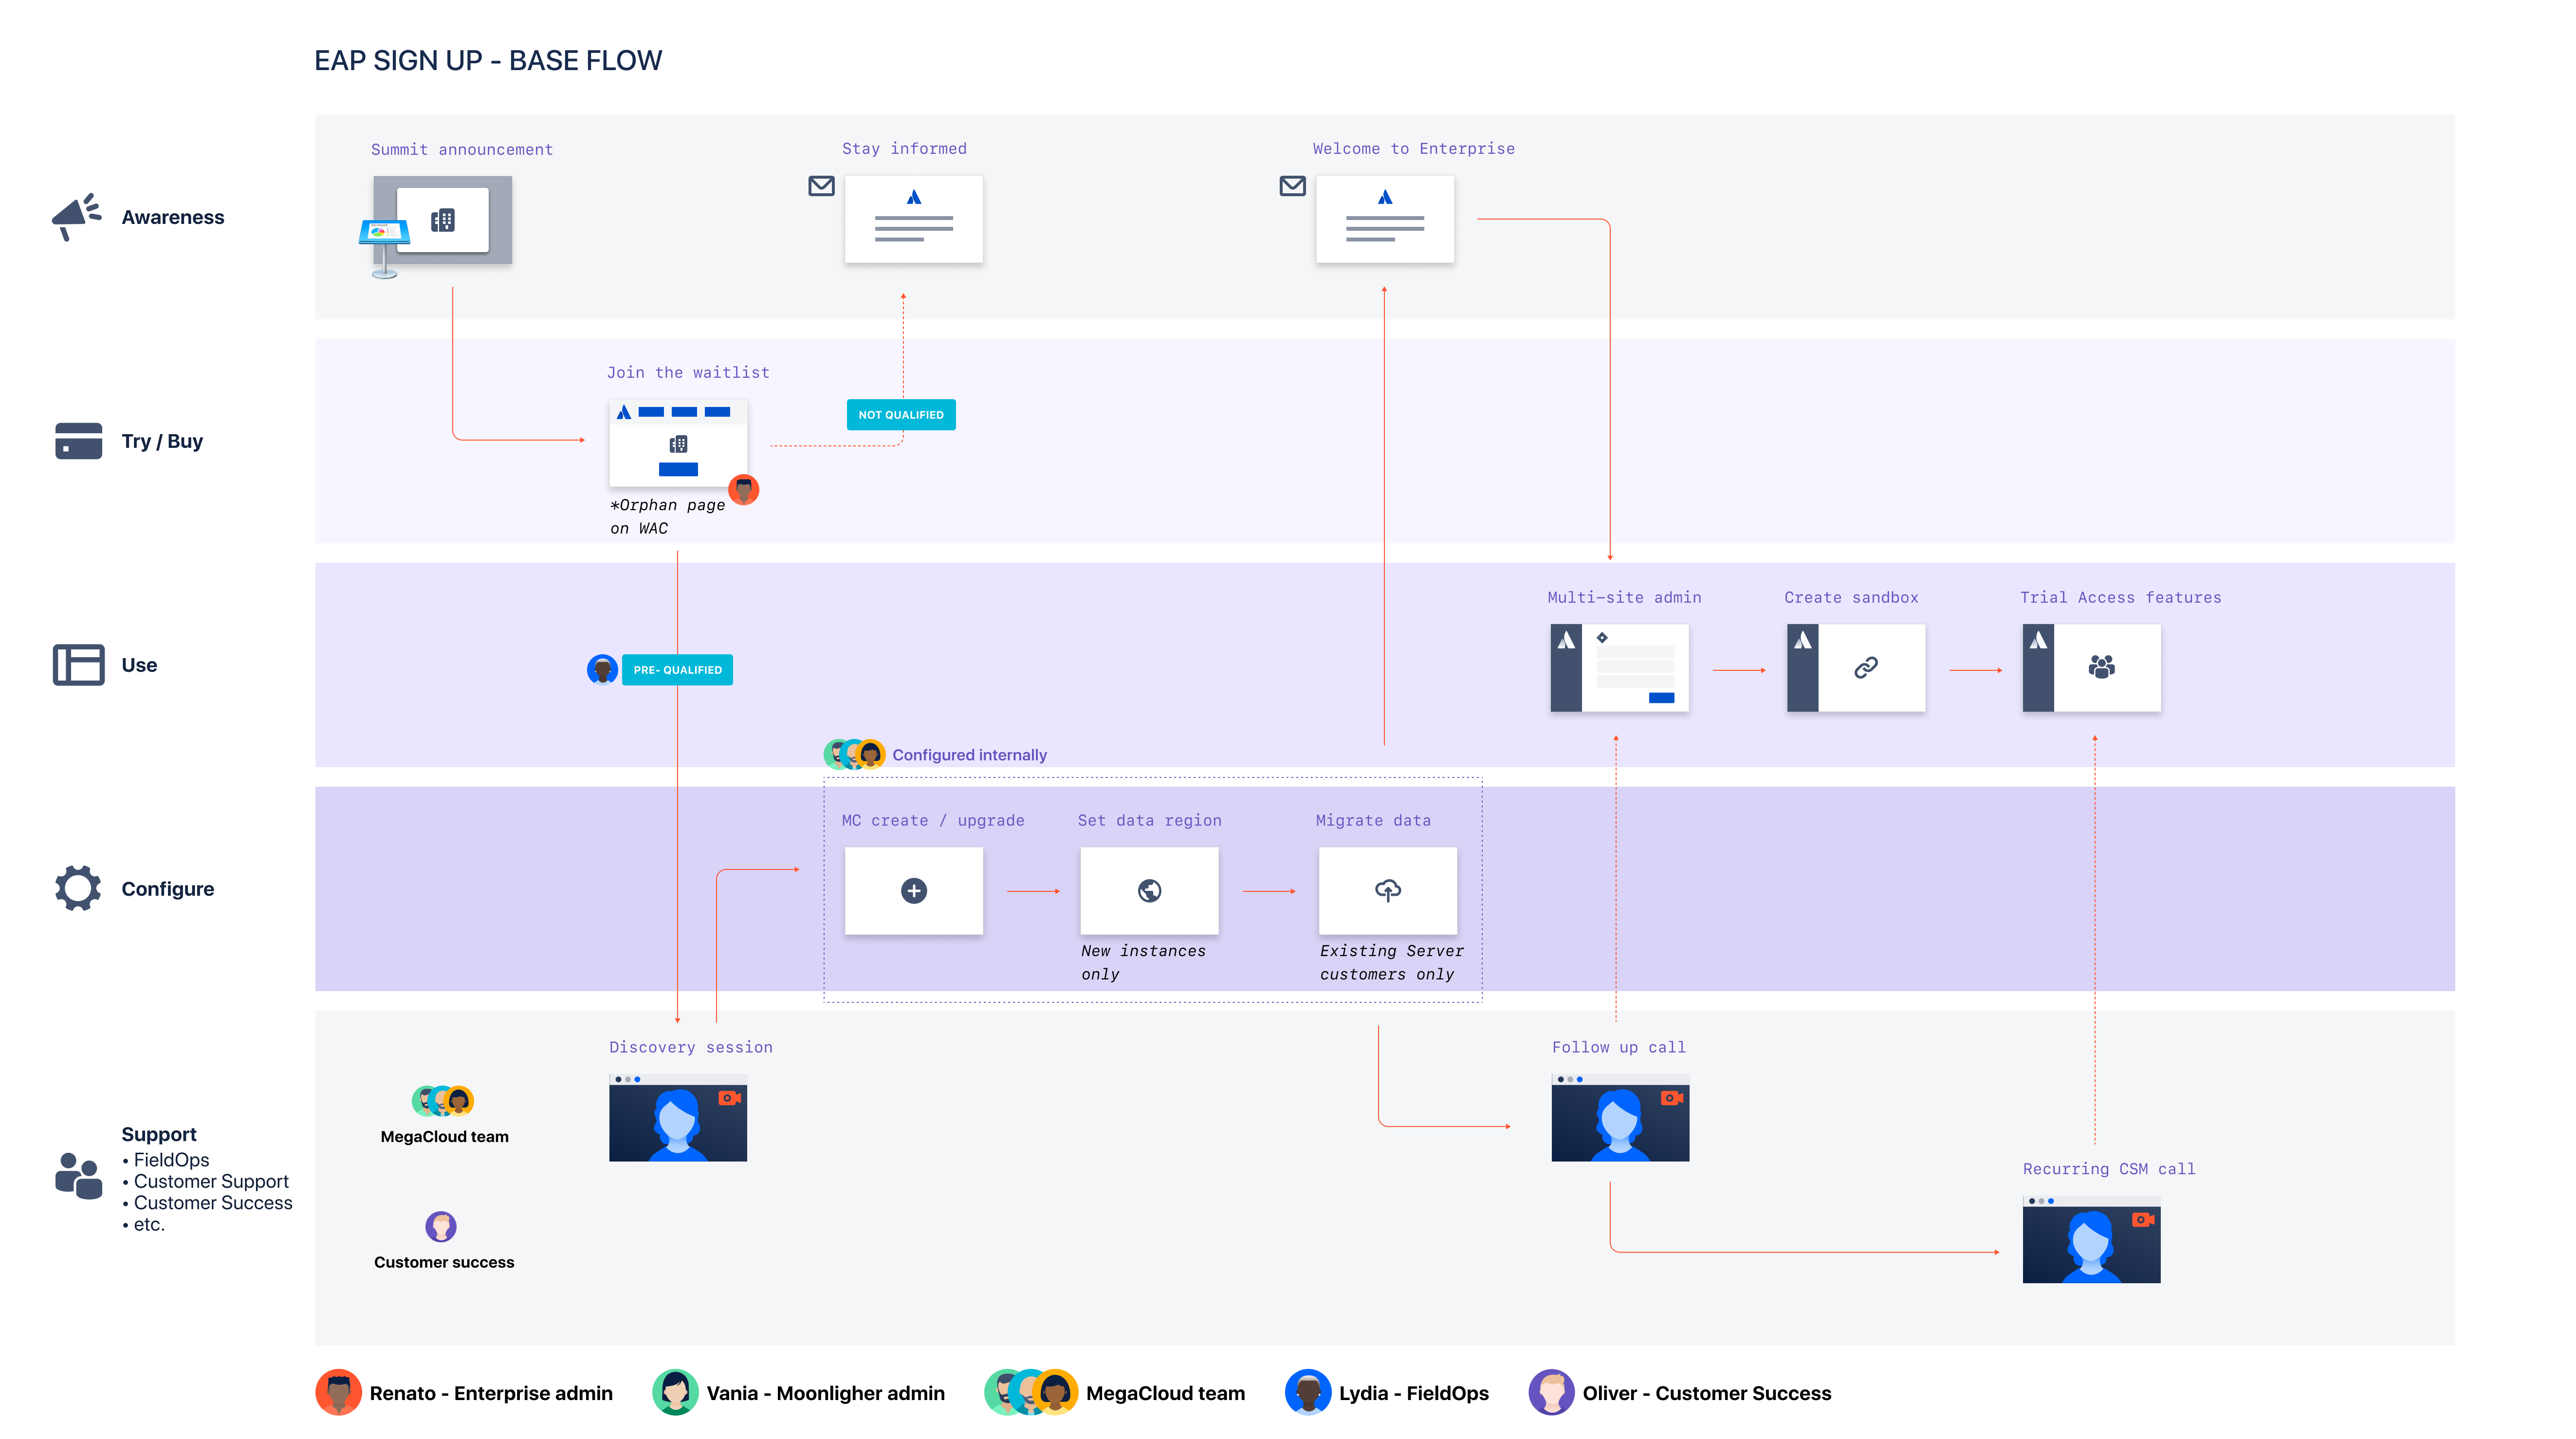 EAP SIGN UP - BASE FLOW
Awareness
Summit announcement
Stay informed
Welcome to Enterprise
Try / Buy
Join the waitlist
NOT QUALIFIED
*Orphan page
on WAC
Use
PRE- QUALIFIED
Multi-site admin
Create sandbox
Trial Access features
Configured internally
Configure
MC create / upgrade
Set data region
Migrate data
New instances
only
Existing Server
customers only
Support
• FieldOps
• Customer Support
• Customer Success
• etc.
MegaCloud team
Customer success
Discovery session
Follow up call
Recurring CSM call
Renato - Enterprise admin
Vania - Moonligher admin
MegaCloud team
Lydia - FieldOps
Oliver - Customer Success